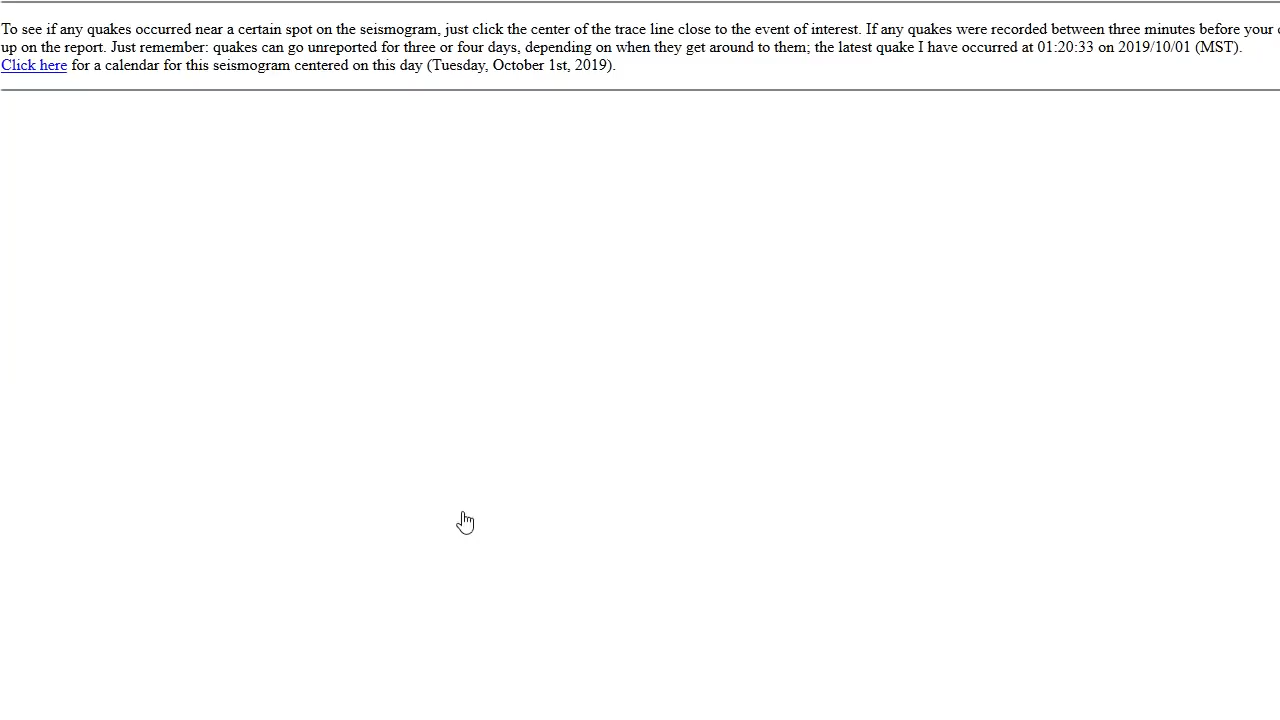 To see if any quakes occurred near a certain spot on the seismogram, just click the center of the trace line close to the event of interest. If any quakes were recorded between three minutes before your
up on the report. Just remember: quakes can go unreported for three or four days, depending on when they get around to them; the latest quake I have occurred at 01:20:33 on 2019/10/01 (MST).
Click here for a calendar for this seismogram centered on this day (Tuesday, October 1st, 2019).